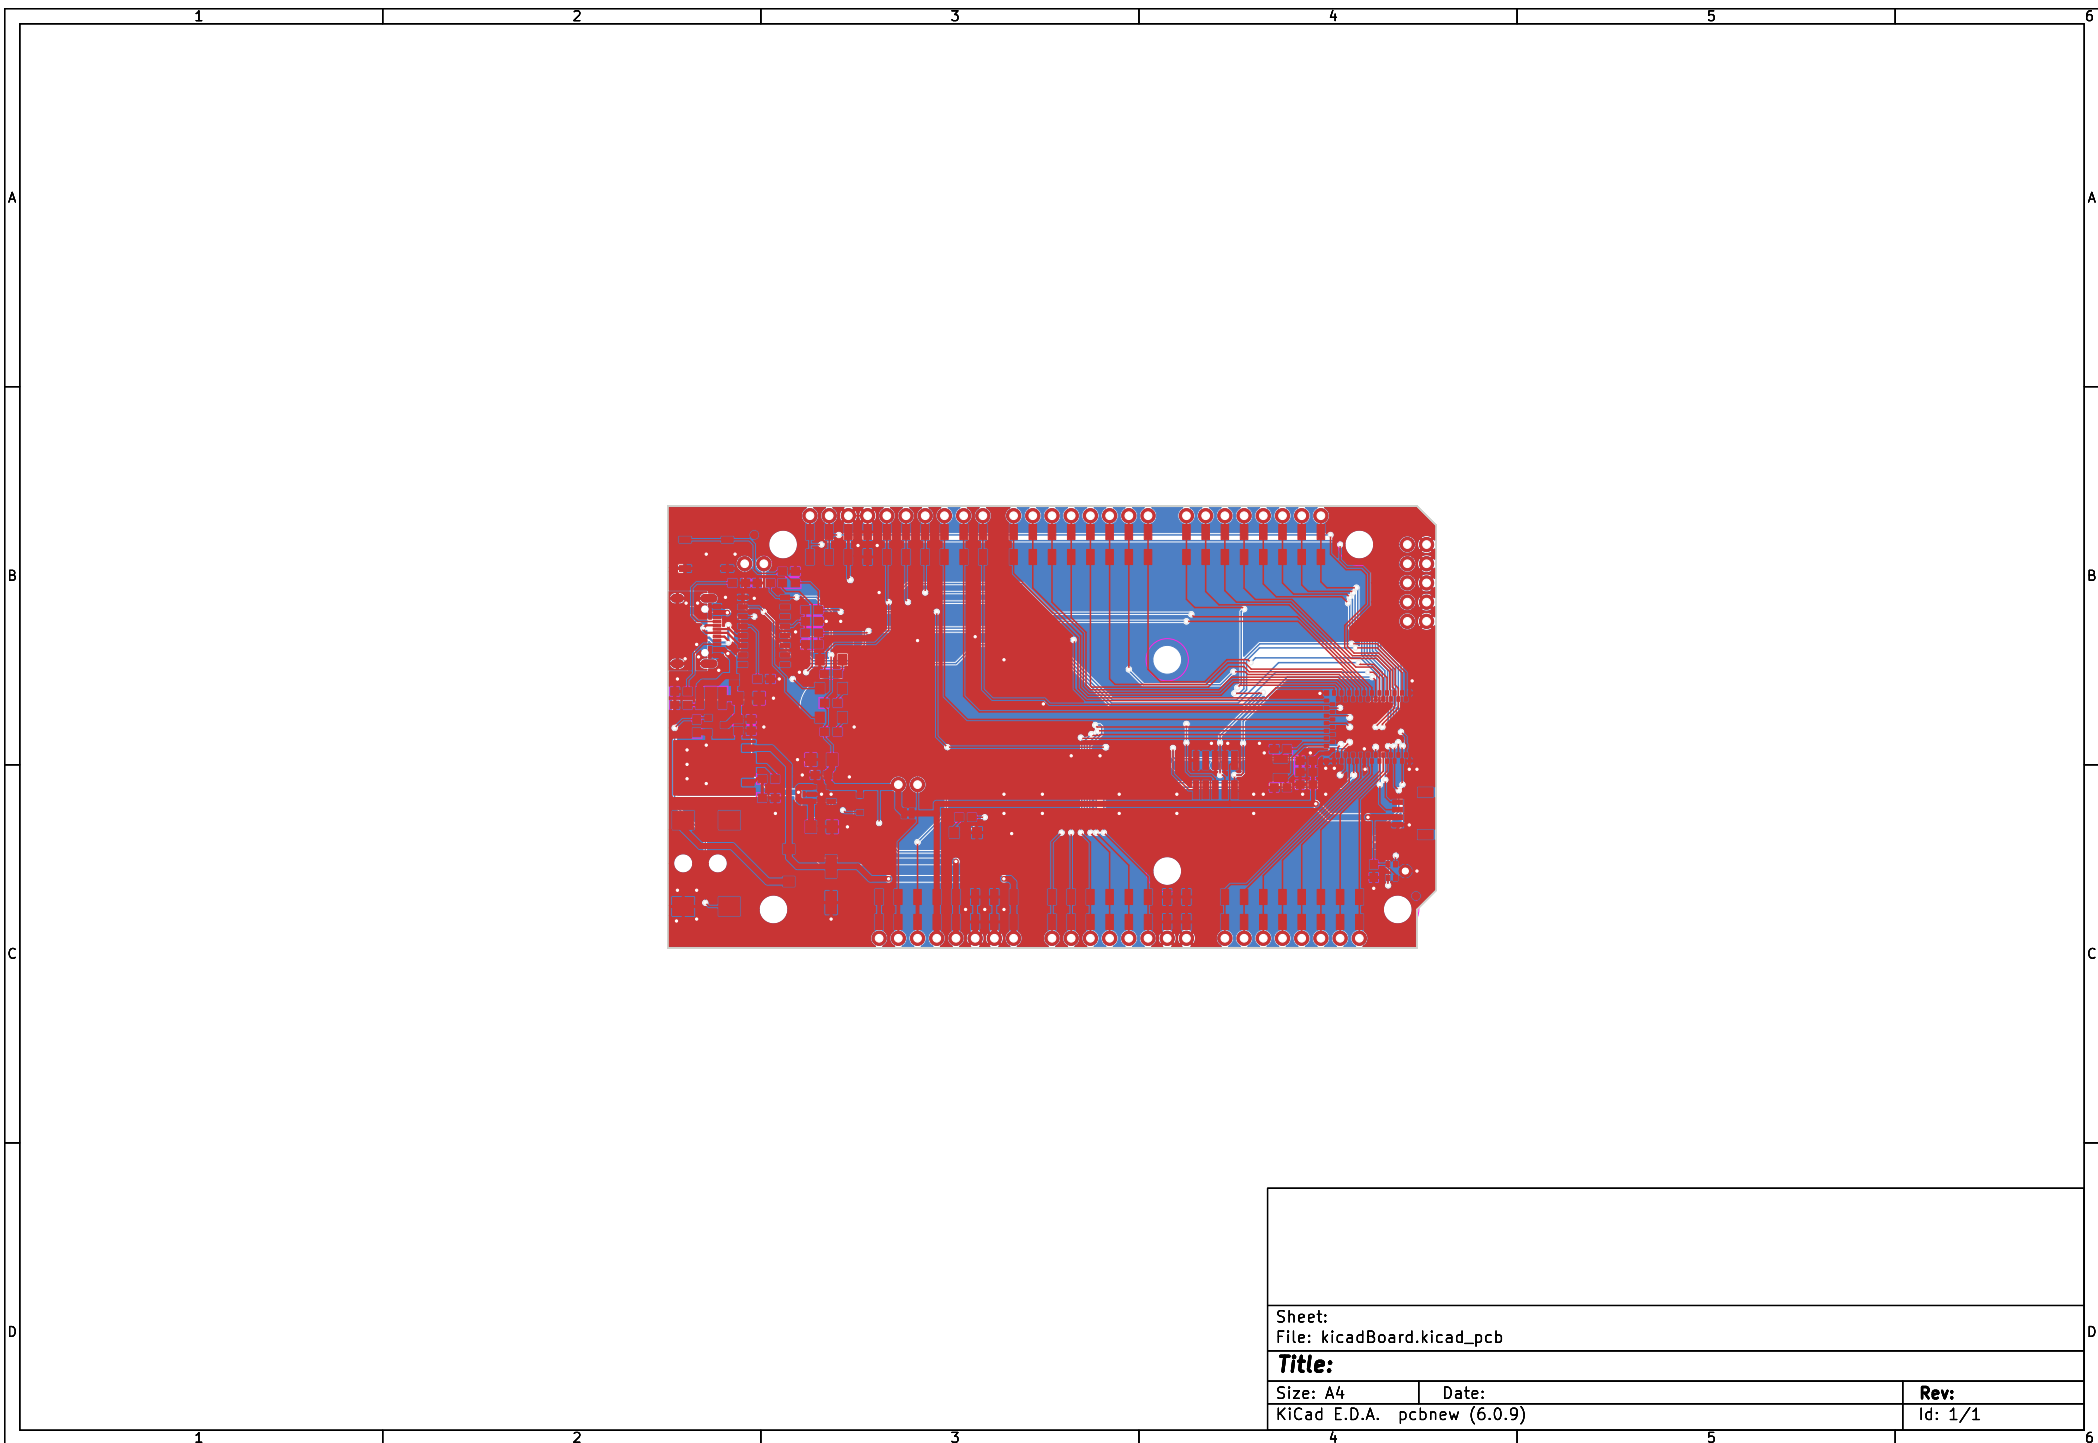 1 2 3 4 5 6
A A
B B
C C
D D
Sheet:
File: kicadBoard.kicad_pcb
Title:
Size: A4 Date: Rev:
KiCad E.D.A. pcbnew (6.0.9) Id: 1/1
1 2 3 4 5 6